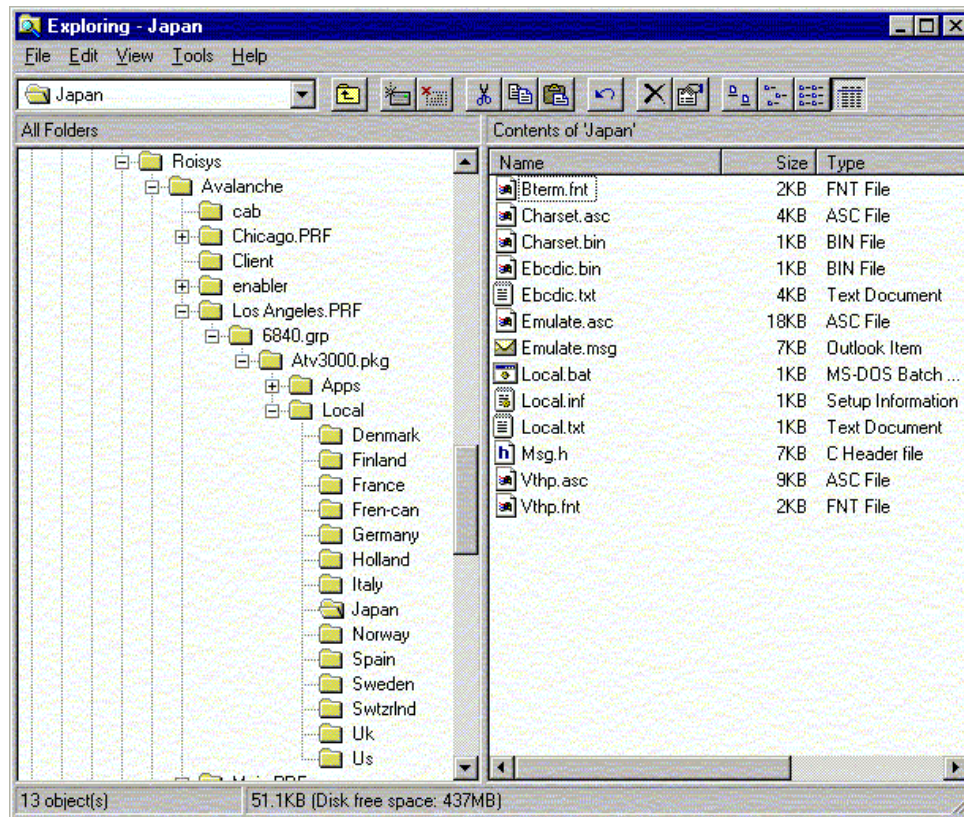 Exploring - Japan
File Edit View Tools Help
Japan
All Folders
Contents of 'Japan'
Roisys
Avalanche
cab
Chicago.PRF
Client
enabler
Los Angeles.PRF
6840.grp
Atv3000.pkg
Apps
Local
Denmark
Finland
France
Fren-can
Germany
Holland
Italy
Japan
Norway
Spain
Sweden
Swtzrlnd
Uk
Us
Name Size Type
Bterm.fnt 2KB FNT File
Charset.asc 4KB ASC File
Charset.bin 1KB BIN File
Ebcdic.bin 1KB BIN File
Ebcdic.txt 4KB Text Document
Emulate.asc 18KB ASC File
Emulate.msg 7KB Outlook Item
Local.bat 1KB MS-DOS Batch ...
Local.inf 1KB Setup Information
Local.txt 1KB Text Document
Msg.h 7KB C Header file
Vthp.asc 9KB ASC File
Vthp.fnt 2KB FNT File
13 object(s)
51.1KB (Disk free space: 437MB)